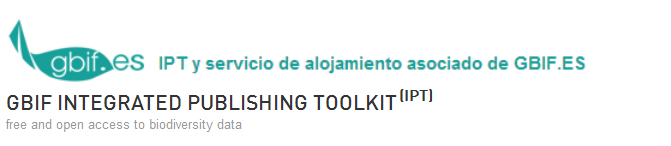 gbif.es IPT y servicio de alojamiento asociado de GBIF.ES
GBIF INTEGRATED PUBLISHING TOOLKIT(IPT)
free and open access to biodiversity data